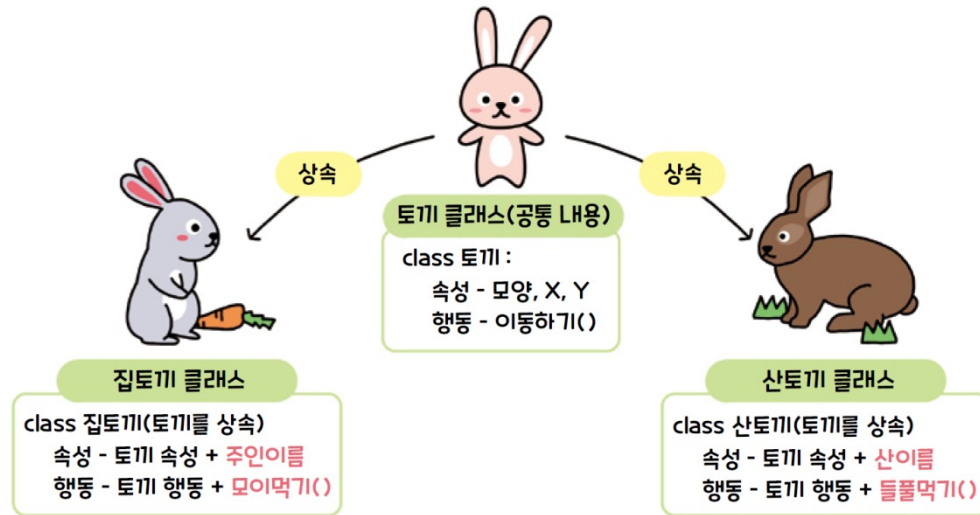 상속
상속
토끼 클래스(공통 내용)
class 토끼 :
속성 - 모양, X, Y
행동 - 이동하기()
집토끼 클래스
class 집토끼(토끼를 상속)
속성 - 토끼 속성 + 주인이름
행동 - 토끼 행동 + 모이먹기()
산토끼 클래스
class 산토끼(토끼를 상속)
속성 - 토끼 속성 + 산이름
행동 - 토끼 행동 + 들풀먹기()